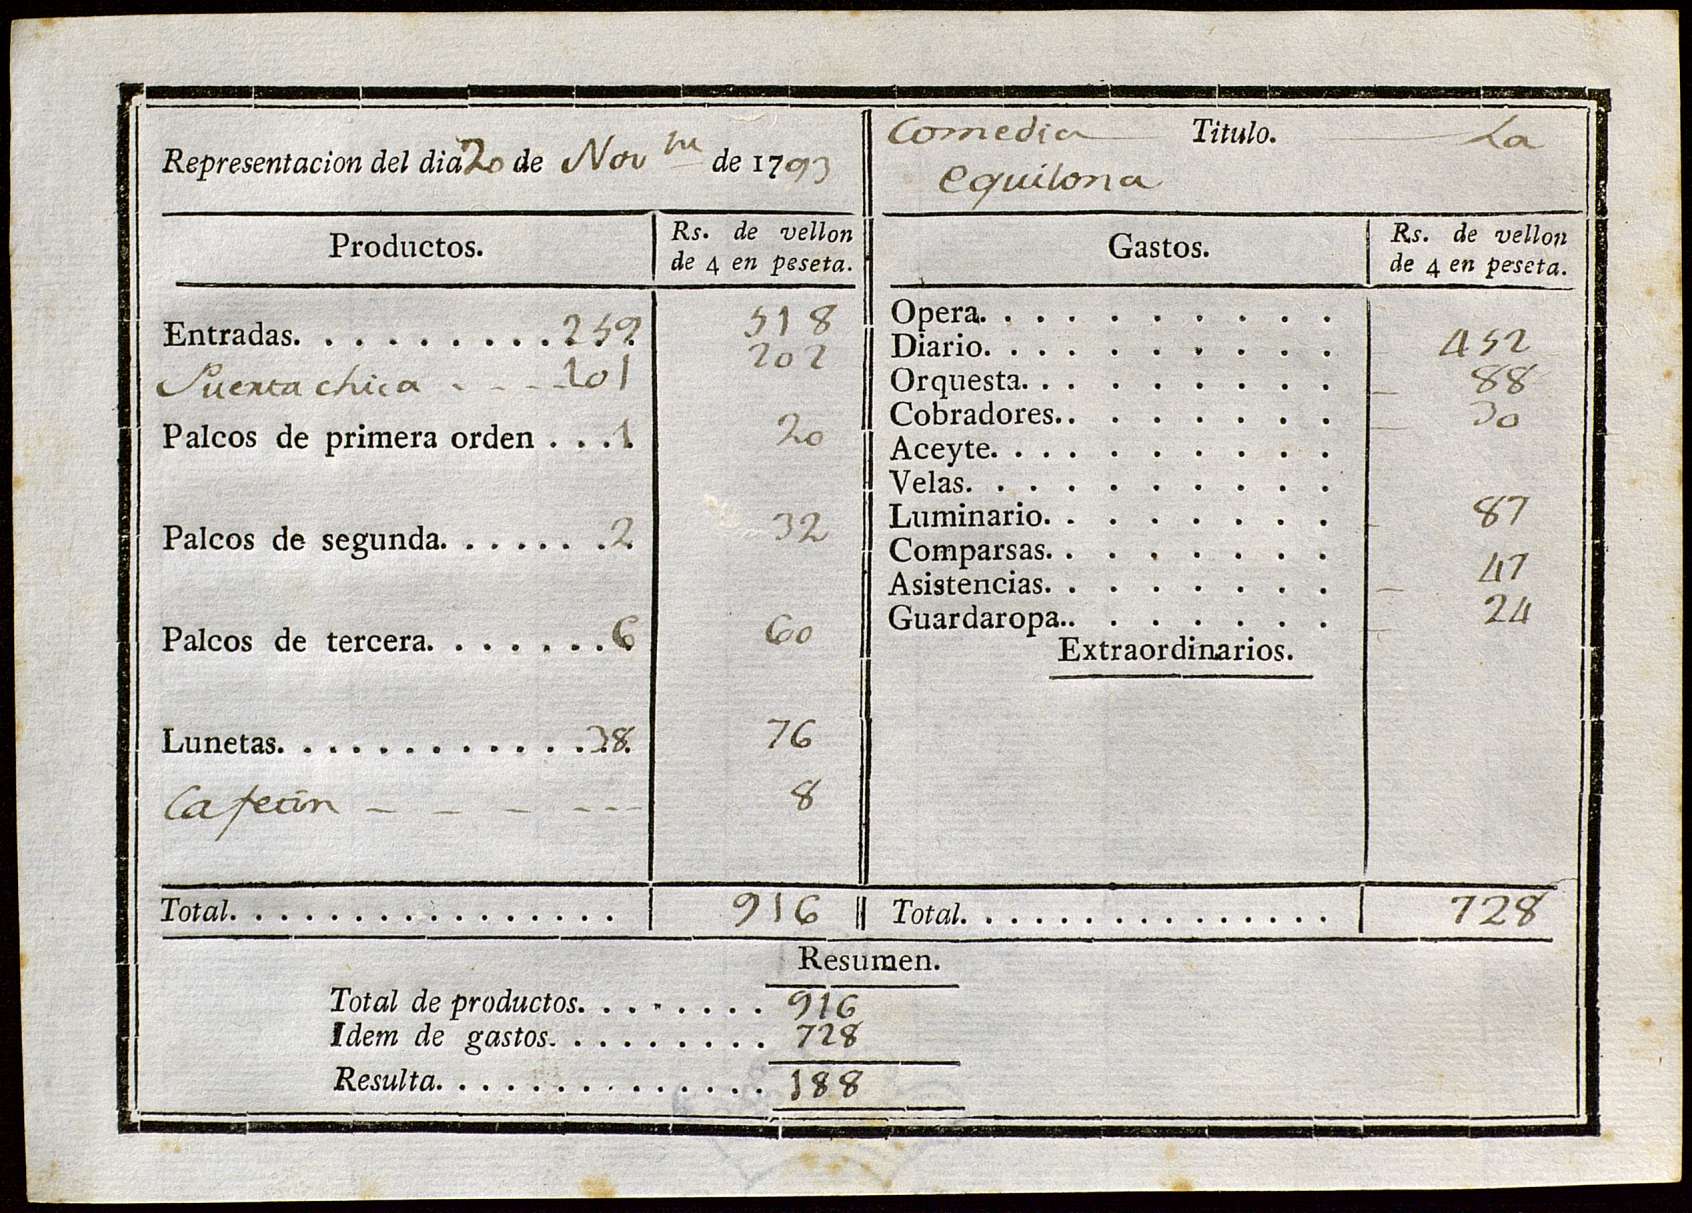 Representacion del dia 20 de Novbre de 1793
Comedia Titulo. La
equilona
Productos.
Rs. de vellon
de 4 en peseta.
Entradas. . . . . . . . . . 259. 518
Puerta chica - - - - 101 202
Palcos de primera orden . . . 1. 20
Palcos de segunda. . . . . . . 2. 32
Palcos de tercera. . . . . . . . 6 60
Lunetas. . . . . . . . . . . . . 38. 76
Cafetin - - - - - - 8
Total. . . . . . . . . . . . . . . . 916
Gastos.
Rs. de vellon
de 4 en peseta.
Opera. . . . . . . . . .
Diario. . . . . . . . . . 452
Orquesta. . . . . . . . . 88
Cobradores. . . . . . . . 30
Aceyte. . . . . . . . . .
Velas. . . . . . . . . .
Luminario. . . . . . . . 87
Comparsas. . . . . . . .
Asistencias. . . . . . . . 47
Guardaropa. . . . . . . . 24
Extraordinarios.
Total. . . . . . . . . . . . . . . 728
Resumen.
Total de productos. . . . . . . . 916
Idem de gastos. . . . . . . . . 728
Resulta. . . . . . . . . . . . . 188